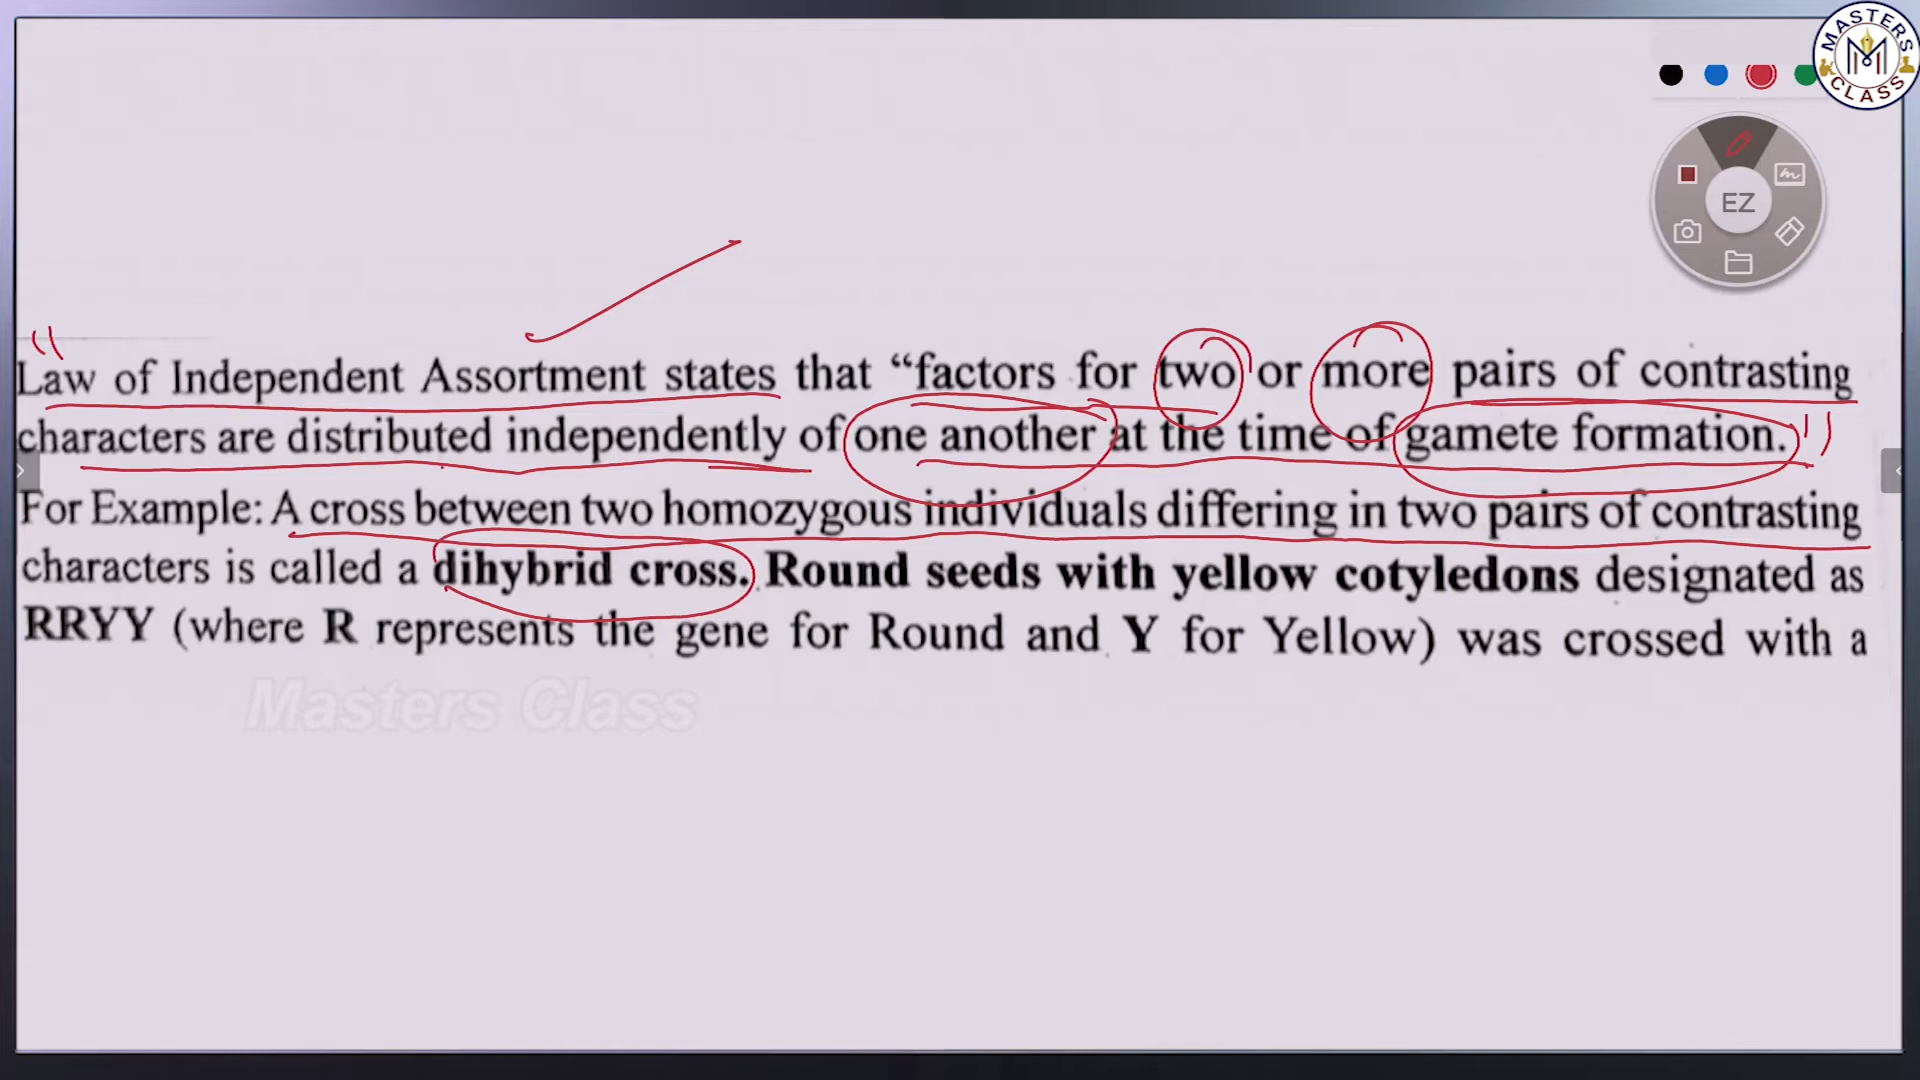 MASTERS CLASS
EZ
Law of Independent Assortment states that “factors for two or more pairs of contrasting
characters are distributed independently of one another at the time of gamete formation.
For Example: A cross between two homozygous individuals differing in two pairs of contrasting
characters is called a dihybrid cross. Round seeds with yellow cotyledons designated as
RRYY (where R represents the gene for Round and Y for Yellow) was crossed with a
Masters Class